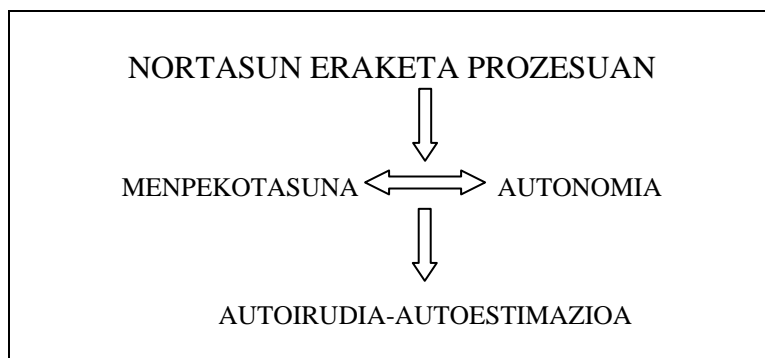 NORTASUN ERAKETA PROZESUAN
MENPEKOTASUNA AUTONOMIA
AUTOIRUDIA-AUTOESTIMAZIOA